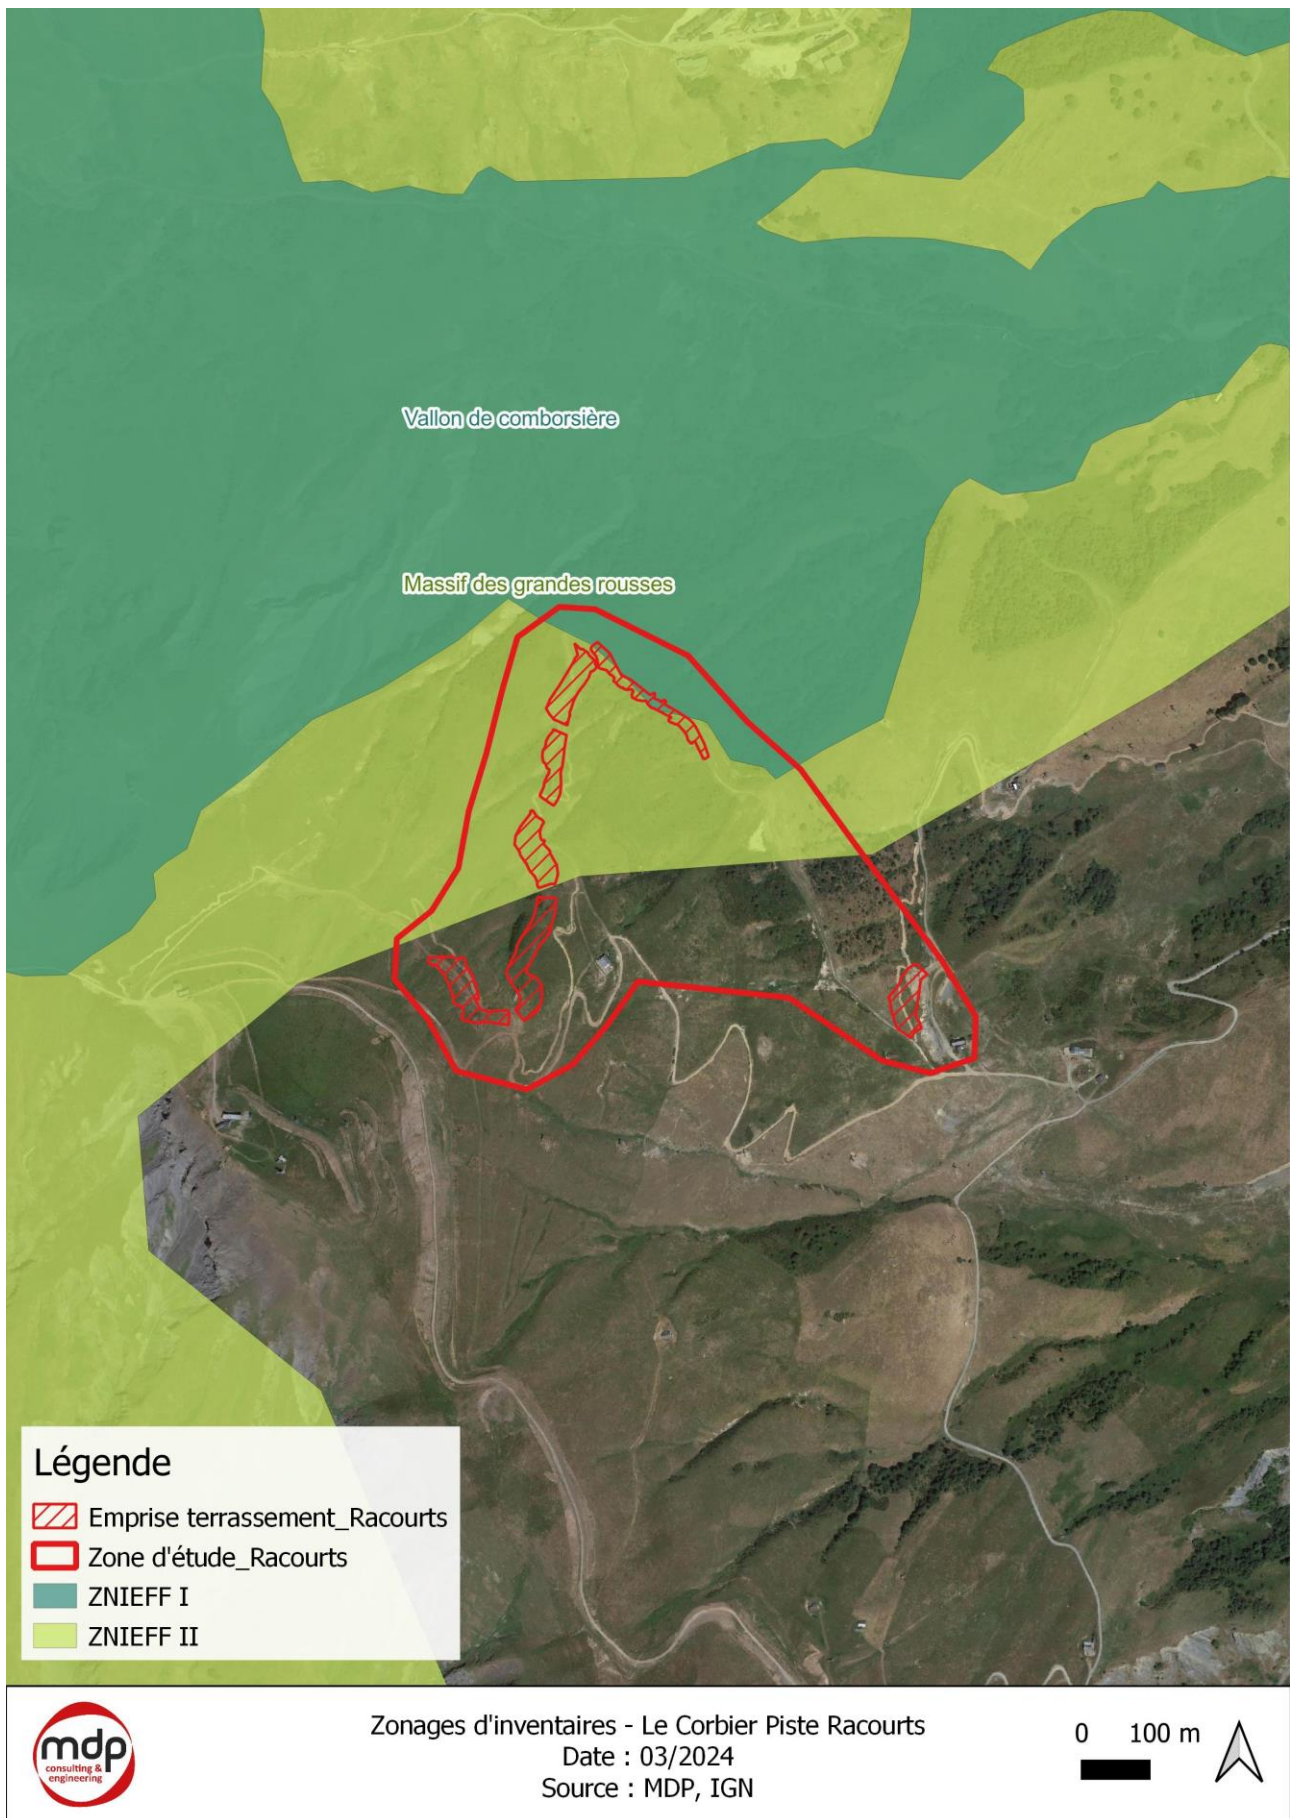 Vallon de comborsière
Massif des grandes rousses
Légende
Emprise terrassement_Racourts
Zone d'étude_Racourts
ZNIEFF I
ZNIEFF II
mdp
consulting &
engineering
Zonages d'inventaires - Le Corbier Piste Racourts
Date : 03/2024
Source : MDP, IGN
0 100 m